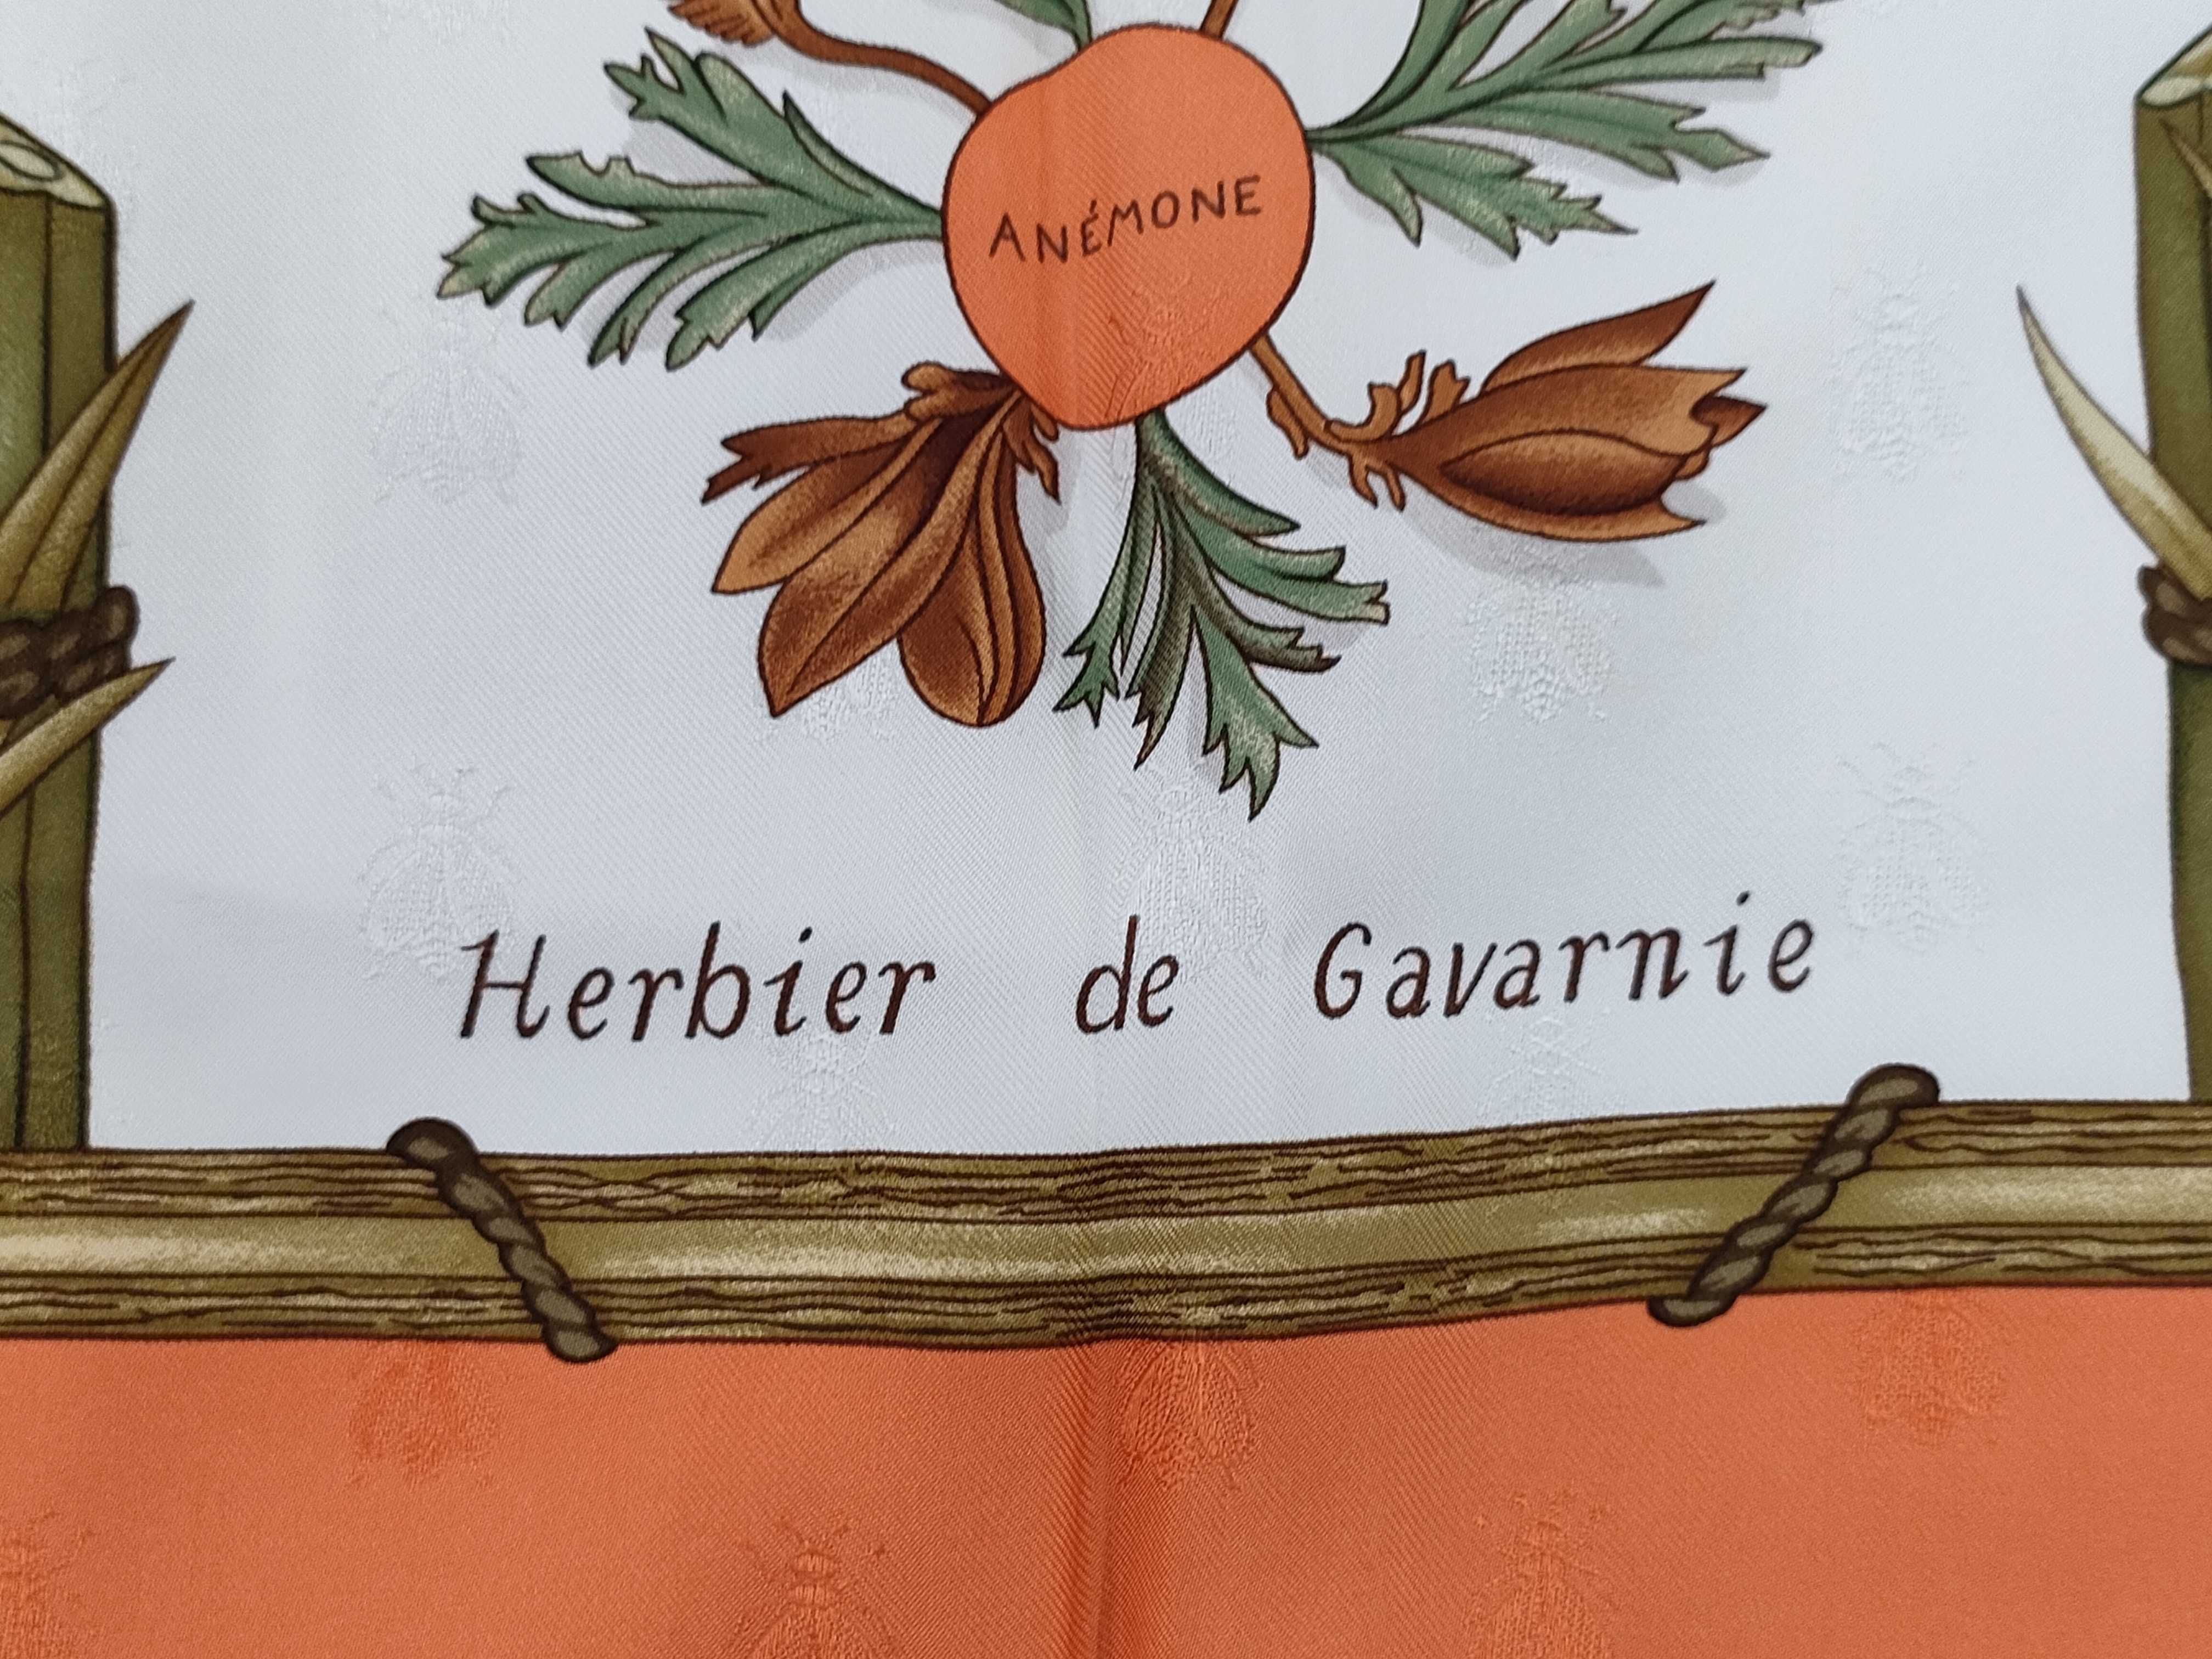 ANÉMONE
Herbier de Gavarnie